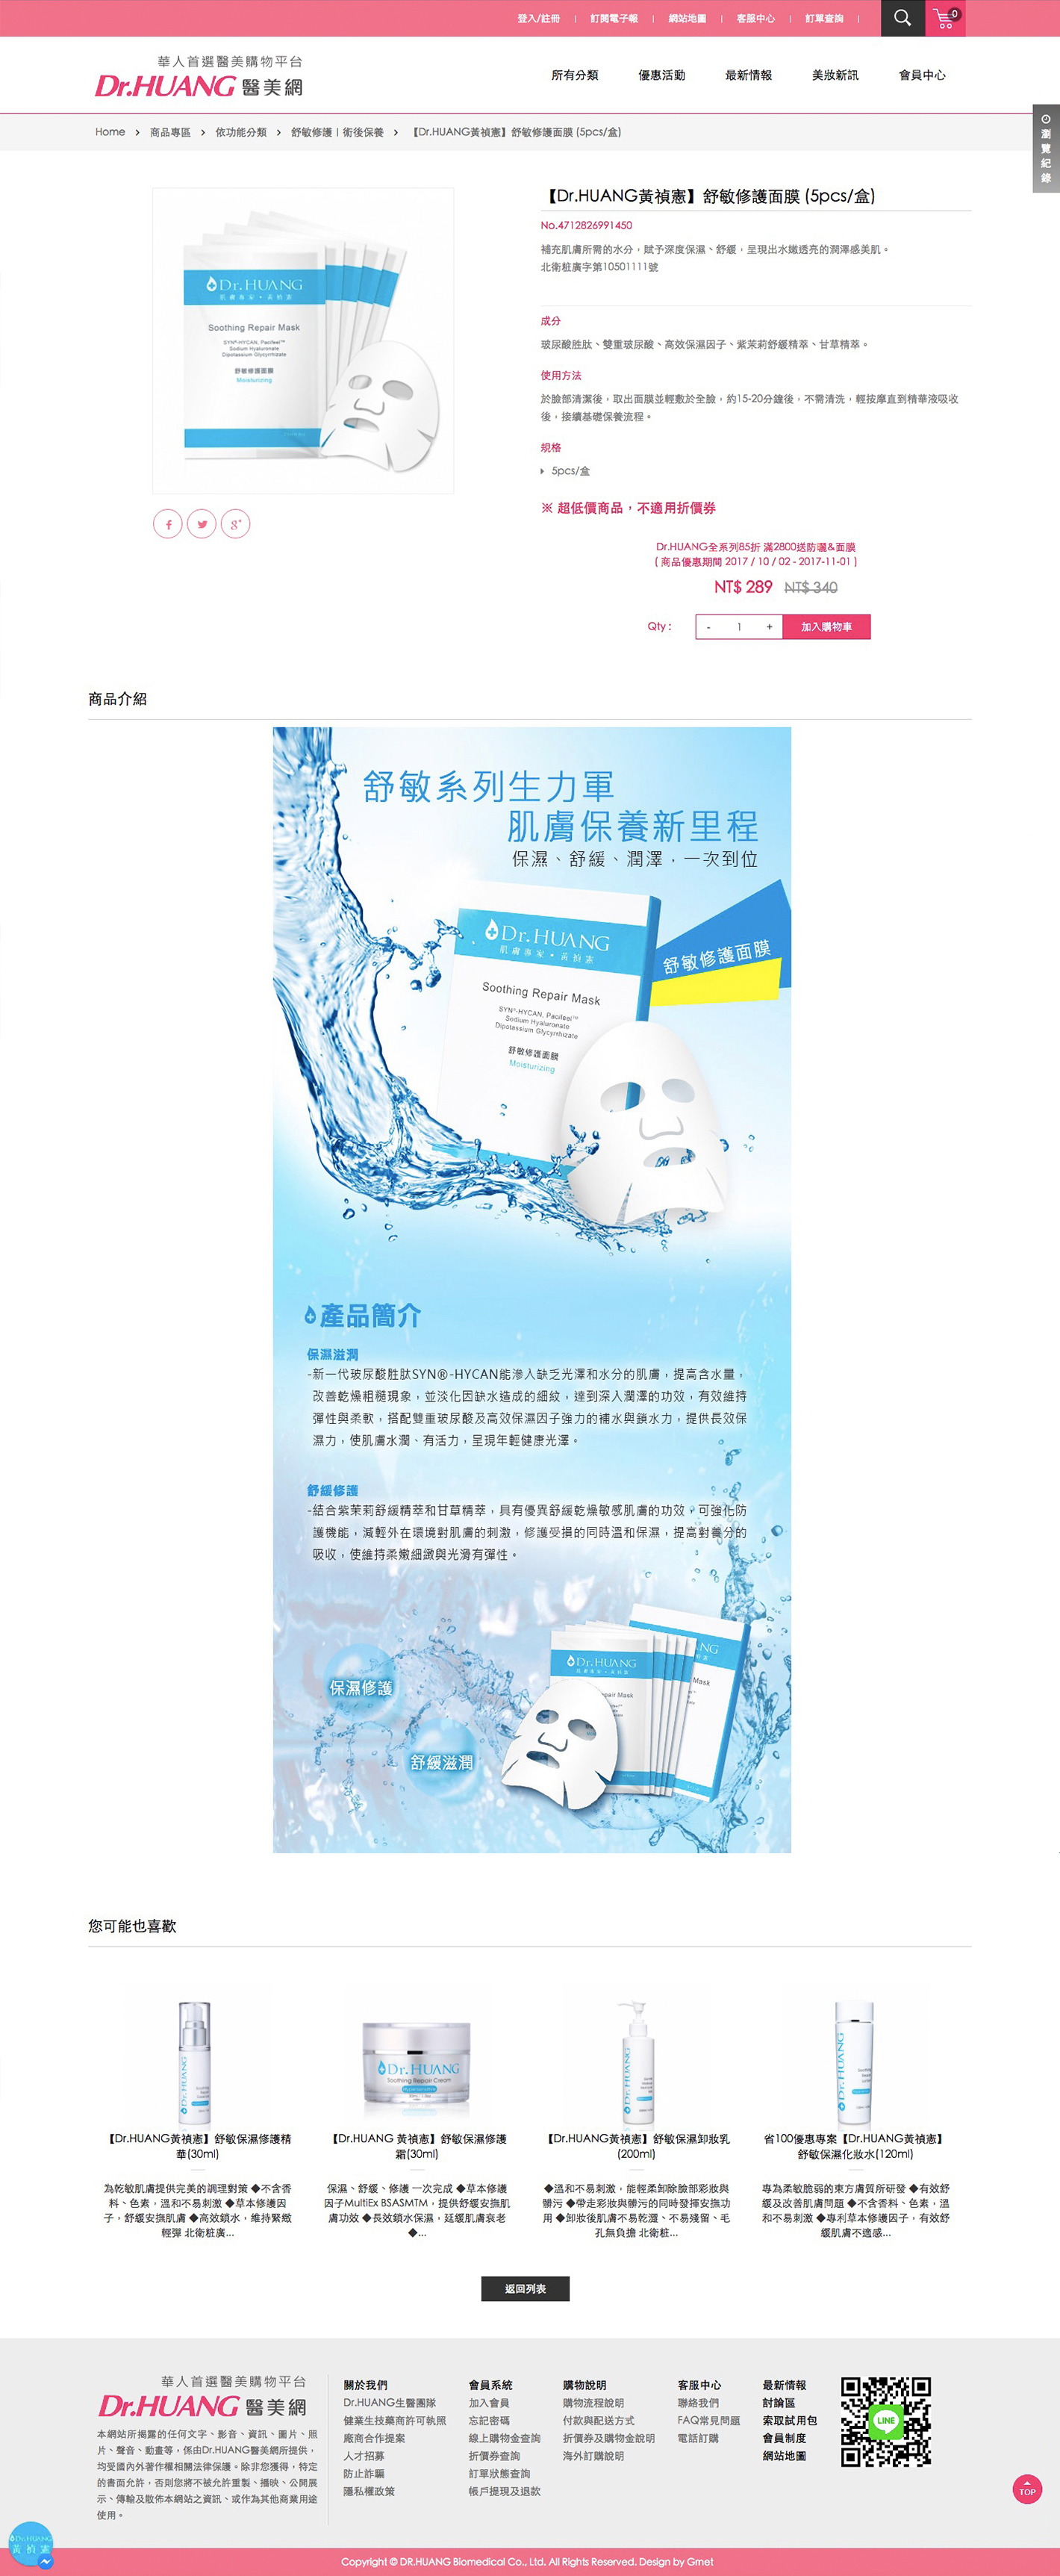 登入/註冊 | 訂閱電子報 | 網站地圖 | 客服中心 | 訂單查詢 | 0
華人首選醫美購物平台
Dr.HUANG 醫美網
所有分類 優惠活動 最新情報 美妝新訊 會員中心
瀏覽紀錄
Home > 商品專區 > 依功能分類 > 舒敏修護 | 術後保養 > 【Dr.HUANG黃禎憲】舒敏修護面膜 (5pcs/盒)
Dr.HUANG
肌膚專家・黃禎憲
Soothing Repair Mask
SYN®-HYCAN, Pacifeel™
Sodium Hyaluronate
Dipotassium Glycyrrhizate
舒敏修護面膜
Moisturizing
【Dr.HUANG黃禎憲】舒敏修護面膜 (5pcs/盒)
No.4712826991450
補充肌膚所需的水分，賦予深度保濕、舒緩，呈現出水嫩透亮的潤澤感美肌。
北衛粧廣字第10501111號
成分
玻尿酸胜肽、雙重玻尿酸、高效保濕因子、紫茉莉舒緩精萃、甘草精萃。
使用方法
於臉部清潔後，取出面膜並輕敷於全臉，約15-20分鐘後，不需清洗，輕按摩直到精華液吸收
後，接續基礎保養流程。
規格
5pcs/盒
※ 超低價商品，不適用折價券
Dr.HUANG全系列85折 滿2800送防曬&面膜
( 商品優惠期間 2017 / 10 / 02 - 2017-11-01 )
NT$ 289 NT$ 340
Qty : - 1 + 加入購物車
商品介紹
舒敏系列生力軍
肌膚保養新里程
保濕、舒緩、潤澤，一次到位
Dr.HUANG
肌膚專家・黃禎憲
Soothing Repair Mask
SYN®-HYCAN, Pacifeel™
Sodium Hyaluronate
Dipotassium Glycyrrhizate
舒敏修護面膜
Moisturizing
舒敏修護面膜
產品簡介
保濕滋潤
-新一代玻尿酸胜肽SYN®-HYCAN能滲入缺乏光澤和水分的肌膚，提高含水量，
改善乾燥粗糙現象，並淡化因缺水造成的細紋，達到深入潤澤的功效，有效維持
彈性與柔軟，搭配雙重玻尿酸及高效保濕因子強力的補水與鎖水力，提供長效保
濕力，使肌膚水潤、有活力，呈現年輕健康光澤。
舒緩修護
-結合紫茉莉舒緩精萃和甘草精萃，具有優異舒緩乾燥敏感肌膚的功效，可強化防
護機能，減輕外在環境對肌膚的刺激，修護受損的同時溫和保濕，提高對養分的
吸收，使維持柔嫩細緻與光滑有彈性。
Dr.HUANG
保濕修護
舒緩滋潤
您可能也喜歡
Dr.HUANG
Dr.HUANG
Soothing Repair Cream
Dr.HUANG
Dr.HUANG
【Dr.HUANG黃禎憲】舒敏保濕修護精
華(30ml)
為乾敏肌膚提供完美的調理對策 ◆不含香
料、色素，溫和不易刺激 ◆草本修護因
子，舒緩安撫肌膚 ◆高效鎖水，維持緊緻
輕彈 北衛粧廣...
【Dr.HUANG 黃禎憲】舒敏保濕修護
霜(30ml)
保濕、舒緩、修護 一次完成 ◆草本修護
因子MultiEx BSASMTM，提供舒緩安撫肌
膚功效 ◆長效鎖水保濕，延緩肌膚衰老
◆...
【Dr.HUANG黃禎憲】舒敏保濕卸妝乳
(200ml)
◆溫和不易刺激，能輕柔卸除臉部彩妝與
髒污 ◆帶走彩妝與髒污的同時發揮安撫功
用 ◆卸妝後肌膚不易乾澀、不易殘留、毛
孔無負擔 北衛粧...
省100優惠專案【Dr.HUANG黃禎憲】
舒敏保濕化妝水(120ml)
專為柔敏脆弱的東方膚質所研發 ◆有效舒
緩及改善肌膚問題 ◆不含香料、色素，溫
和不易刺激 ◆專利草本修護因子，有效舒
緩肌膚不適感...
返回列表
華人首選醫美購物平台
Dr.HUANG 醫美網
本網站所揭露的任何文字、影音、資訊、圖片、照
片、聲音、動畫等，係由Dr.HUANG醫美網所提供，
均受國內外著作權相關法律保護。除非您獲得，特定
的書面允許，否則您將不被允許重製、播映、公開展
示、傳輸及散佈本網站之資訊、或作為其他商業用途
使用。
關於我們
Dr.HUANG生醫團隊
健業生技藥商許可執照
廠商合作提案
人才招募
防止詐騙
隱私權政策
會員系統
加入會員
忘記密碼
線上購物金查詢
折價券查詢
訂單狀態查詢
帳戶提現及退款
購物說明
購物流程說明
付款與配送方式
折價券及購物金說明
海外訂購說明
客服中心
聯絡我們
FAQ常見問題
電話訂購
最新情報
討論區
索取試用包
會員制度
網站地圖
LINE
TOP
Dr.HUANG
黃禎憲
Copyright © DR.HUANG Biomedical Co., Ltd. All Rights Reserved. Design by Gmet